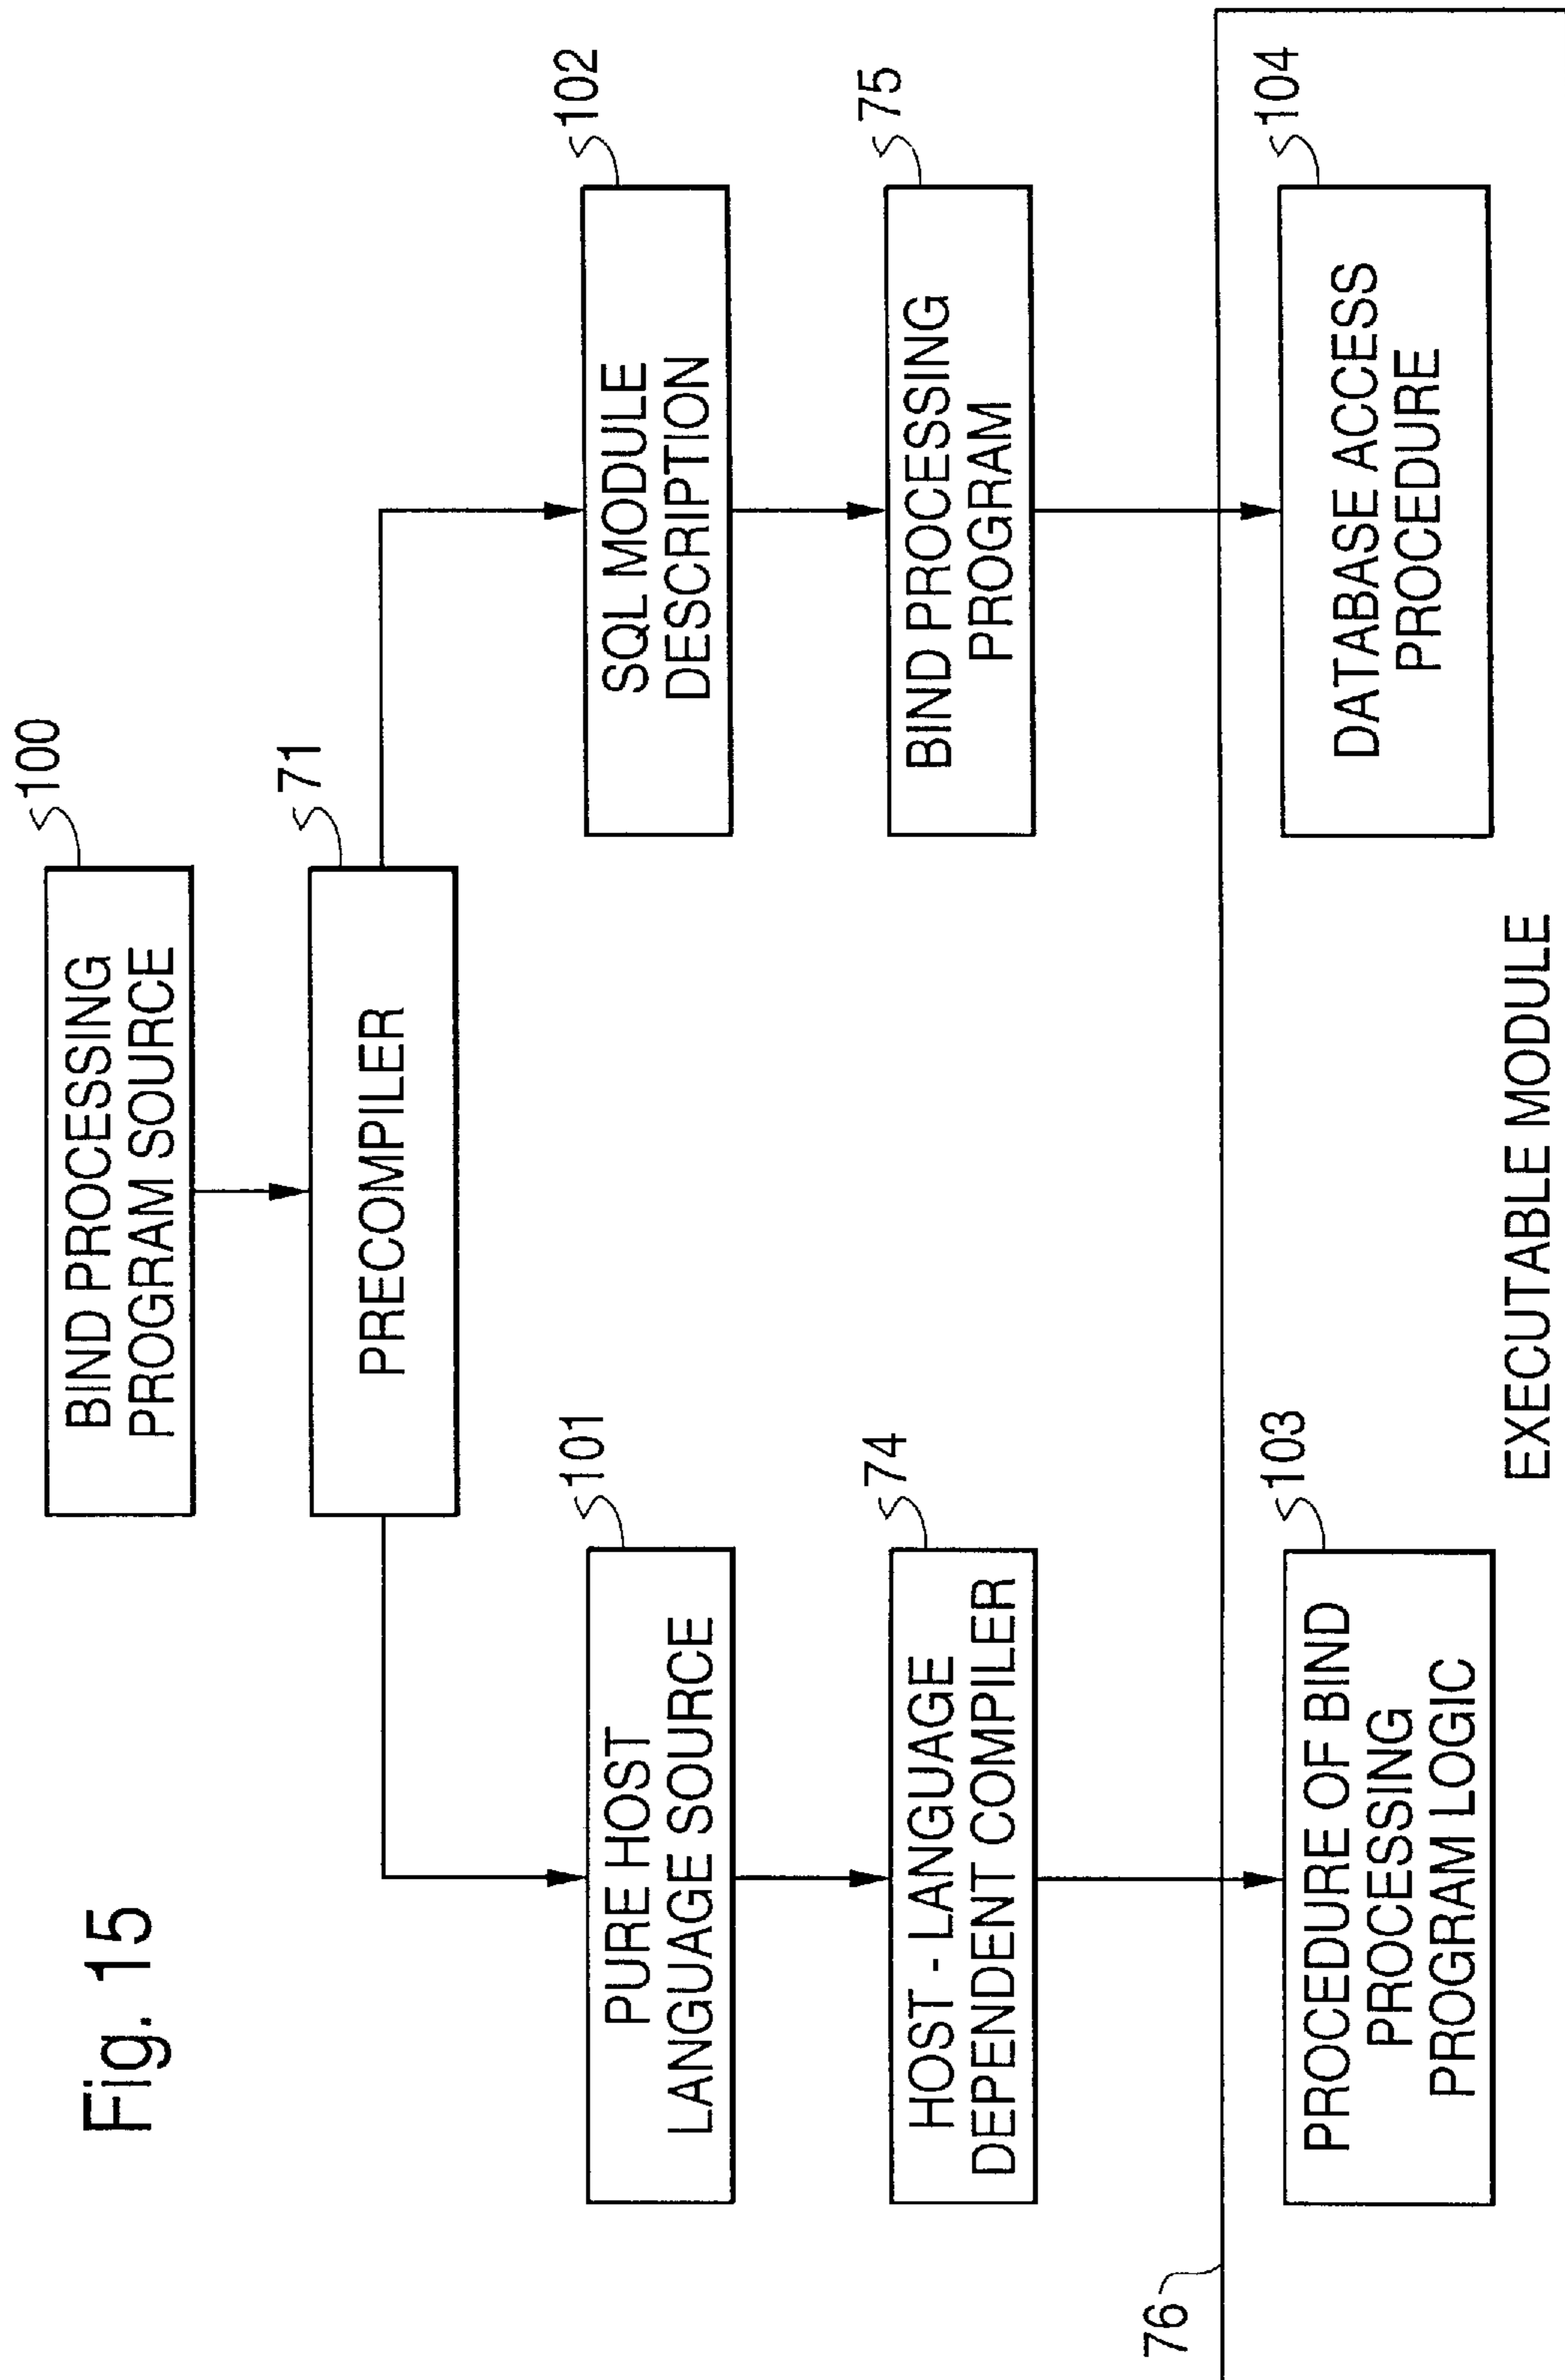 Fig. 15
100
BIND PROCESSING
PROGRAM SOURCE
71
PRECOMPILER
101
PURE HOST
LANGUAGE SOURCE
102
SQL MODULE
DESCRIPTION
74
HOST - LANGUAGE
DEPENDENT COMPILER
75
BIND PROCESSING
PROGRAM
76
103
PROCEDURE OF BIND
PROCESSING
PROGRAM LOGIC
104
DATABASE ACCESS
PROCEDURE
EXECUTABLE MODULE